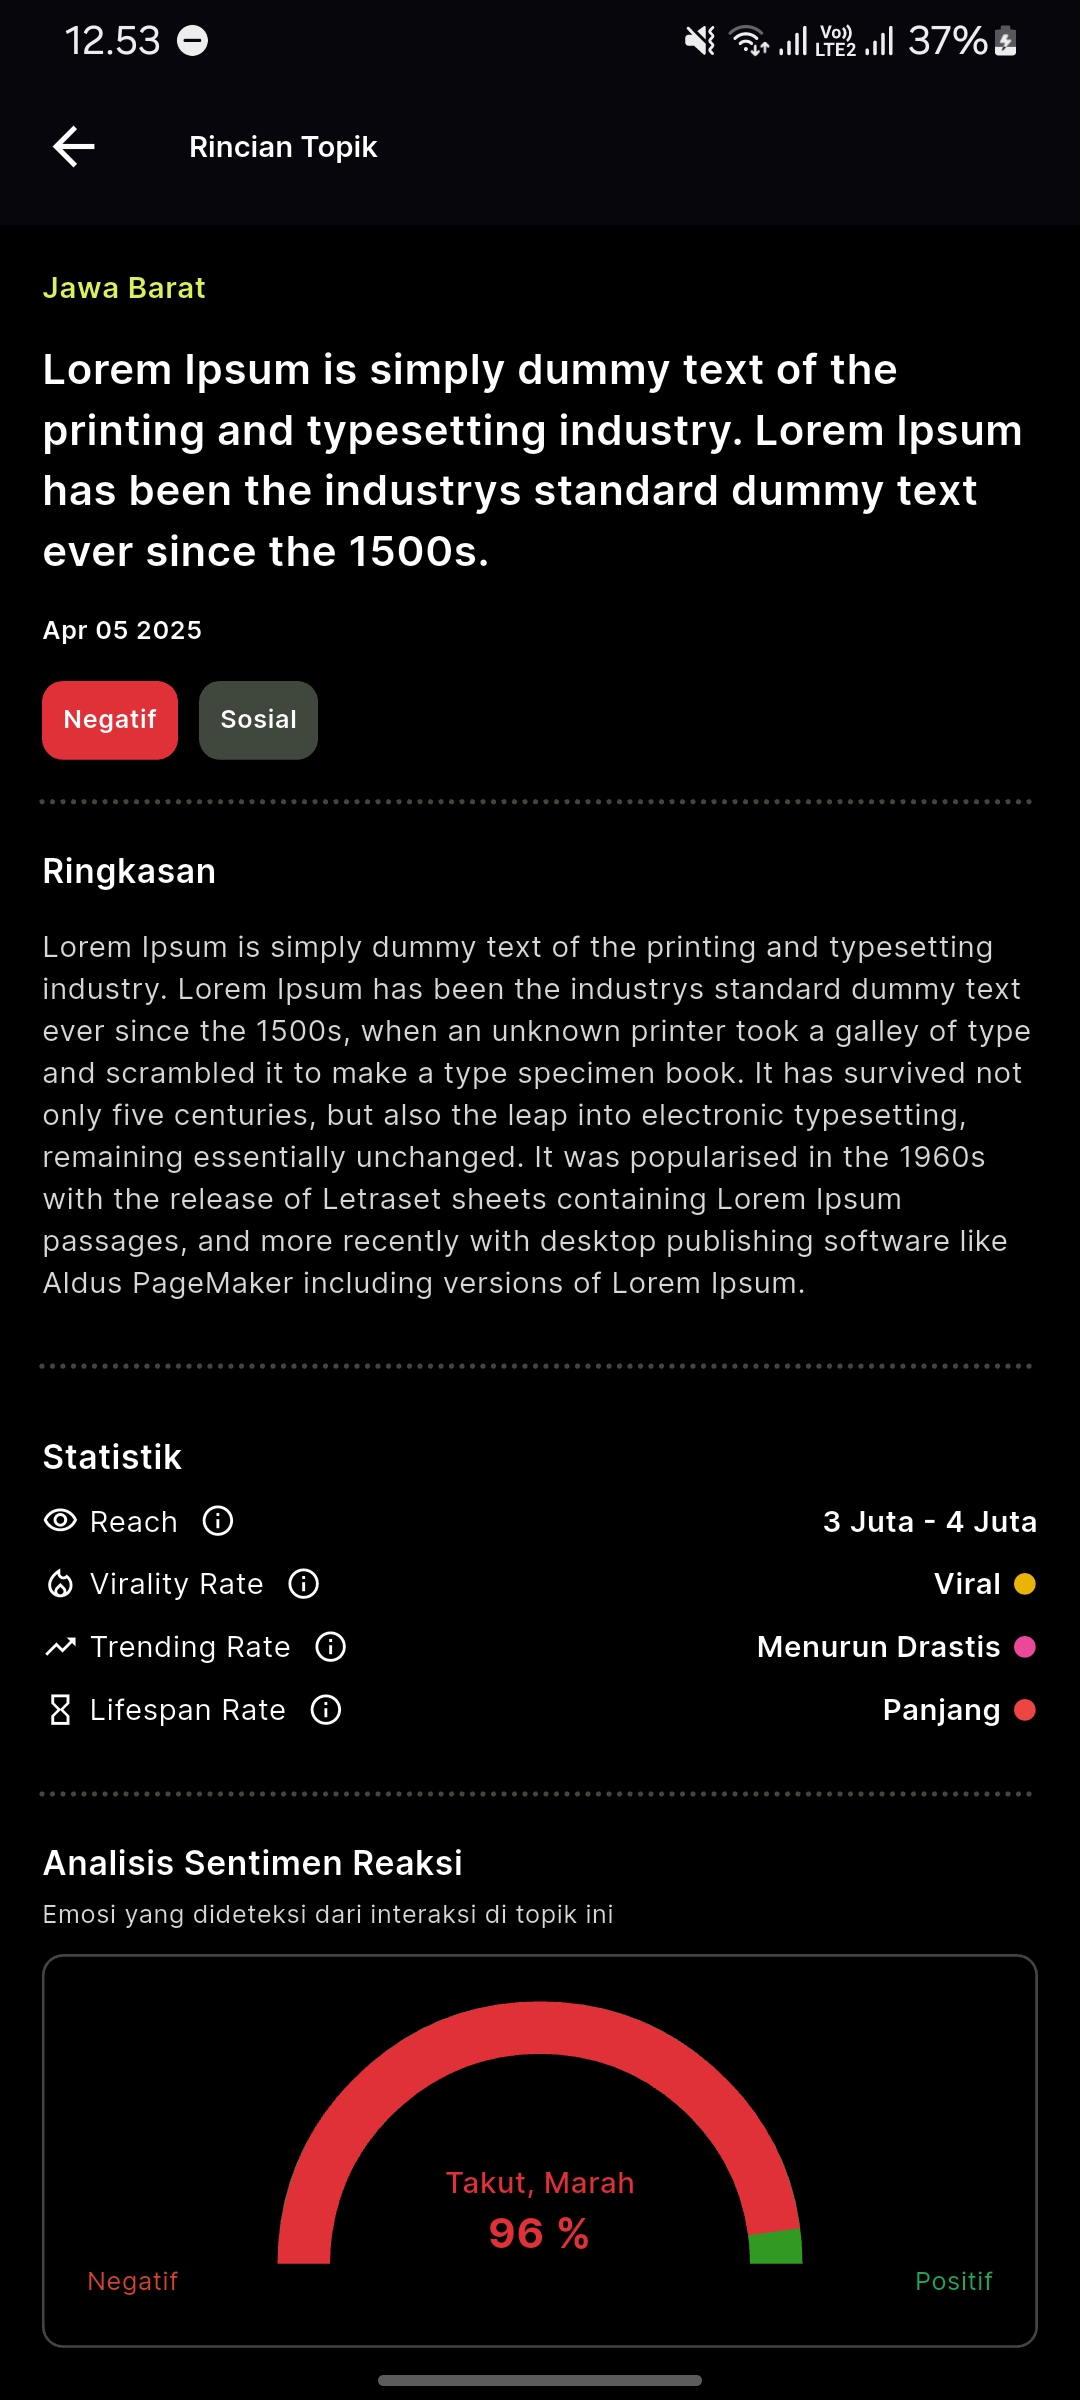 12.53
Vo))
LTE2
37%
Rincian Topik
Jawa Barat
Lorem Ipsum is simply dummy text of the
printing and typesetting industry. Lorem Ipsum
has been the industrys standard dummy text
ever since the 1500s.
Apr 05 2025
Negatif
Sosial
Ringkasan
Lorem Ipsum is simply dummy text of the printing and typesetting
industry. Lorem Ipsum has been the industrys standard dummy text
ever since the 1500s, when an unknown printer took a galley of type
and scrambled it to make a type specimen book. It has survived not
only five centuries, but also the leap into electronic typesetting,
remaining essentially unchanged. It was popularised in the 1960s
with the release of Letraset sheets containing Lorem Ipsum
passages, and more recently with desktop publishing software like
Aldus PageMaker including versions of Lorem Ipsum.
Statistik
Reach 3 Juta - 4 Juta
Virality Rate Viral
Trending Rate Menurun Drastis
Lifespan Rate Panjang
Analisis Sentimen Reaksi
Emosi yang dideteksi dari interaksi di topik ini
Takut, Marah
96 %
Negatif
Positif